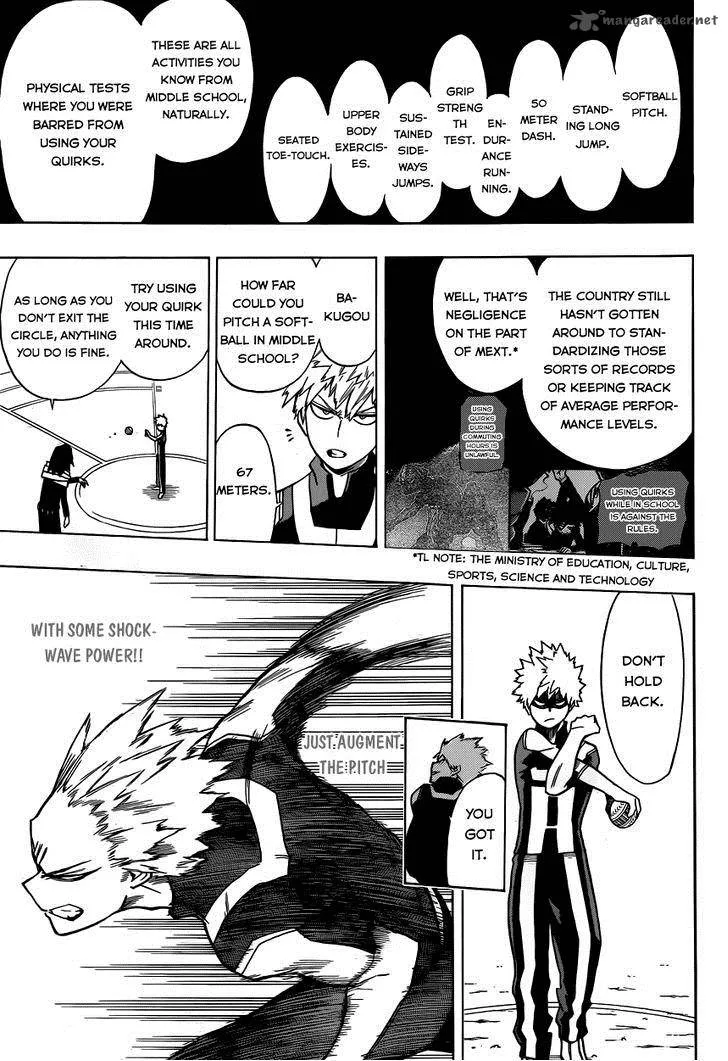 mangareader.net
SOFTBALL
PITCH.
STAND-
ING LONG
JUMP.
50
METER
DASH.
EN-
DUR-
ANCE
RUN-
NING.
GRIP
STRENG
TH
TEST.
SUS-
TAINED
SIDE-
WAYS
JUMPS.
UPPER
BODY
EXERCIS-
ES.
SEATED
TOE-TOUCH.
THESE ARE ALL
ACTIVITIES YOU
KNOW FROM
MIDDLE SCHOOL,
NATURALLY.
PHYSICAL TESTS
WHERE YOU WERE
BARRED FROM
USING YOUR
QUIRKS.
THE COUNTRY STILL
HASN'T GOTTEN
AROUND TO STAN-
DARDIZING THOSE
SORTS OF RECORDS
OR KEEPING TRACK
OF AVERAGE PERFOR-
MANCE LEVELS.
WELL, THAT'S
NEGLIGENCE
ON THE PART
OF MEXT.*
USING QUIRKS
WHILE IN SCHOOL
IS AGAINST THE
RULES.
USING
QUIRKS
DURING
COMMUTING
HOURS IS
UNLAWFUL.
*TL NOTE: THE MINISTRY OF EDUCATION, CULTURE,
SPORTS, SCIENCE AND TECHNOLOGY
BA-
KUGOU
HOW FAR
COULD YOU
PITCH A SOFT-
BALL IN MIDDLE
SCHOOL?
67
METERS.
TRY USING
YOUR QUIRK
THIS TIME
AROUND.
AS LONG AS YOU
DON'T EXIT THE
CIRCLE, ANYTHING
YOU DO IS FINE.
DON'T
HOLD
BACK.
YOU
GOT IT.
JUST AUGMENT
THE PITCH
WITH SOME SHOCK-
WAVE POWER!!